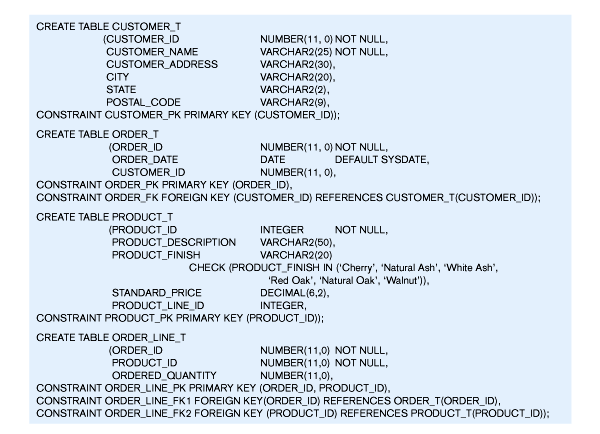 CREATE TABLE CUSTOMER_T
(CUSTOMER_ID NUMBER(11, 0) NOT NULL,
CUSTOMER_NAME VARCHAR2(25) NOT NULL,
CUSTOMER_ADDRESS VARCHAR2(30),
CITY VARCHAR2(20),
STATE VARCHAR2(2),
POSTAL_CODE VARCHAR2(9),
CONSTRAINT CUSTOMER_PK PRIMARY KEY (CUSTOMER_ID));
CREATE TABLE ORDER_T
(ORDER_ID NUMBER(11, 0) NOT NULL,
ORDER_DATE DATE DEFAULT SYSDATE,
CUSTOMER_ID NUMBER(11, 0),
CONSTRAINT ORDER_PK PRIMARY KEY (ORDER_ID),
CONSTRAINT ORDER_FK FOREIGN KEY (CUSTOMER_ID) REFERENCES CUSTOMER_T(CUSTOMER_ID));
CREATE TABLE PRODUCT_T
(PRODUCT_ID INTEGER NOT NULL,
PRODUCT_DESCRIPTION VARCHAR2(50),
PRODUCT_FINISH VARCHAR2(20)
CHECK (PRODUCT_FINISH IN (‘Cherry’, ‘Natural Ash’, ‘White Ash’,
‘Red Oak’, ‘Natural Oak’, ‘Walnut’)),
STANDARD_PRICE DECIMAL(6,2),
PRODUCT_LINE_ID INTEGER,
CONSTRAINT PRODUCT_PK PRIMARY KEY (PRODUCT_ID));
CREATE TABLE ORDER_LINE_T
(ORDER_ID NUMBER(11,0) NOT NULL,
PRODUCT_ID NUMBER(11,0) NOT NULL,
ORDERED_QUANTITY NUMBER(11,0),
CONSTRAINT ORDER_LINE_PK PRIMARY KEY (ORDER_ID, PRODUCT_ID),
CONSTRAINT ORDER_LINE_FK1 FOREIGN KEY(ORDER_ID) REFERENCES ORDER_T(ORDER_ID),
CONSTRAINT ORDER_LINE_FK2 FOREIGN KEY (PRODUCT_ID) REFERENCES PRODUCT_T(PRODUCT_ID));